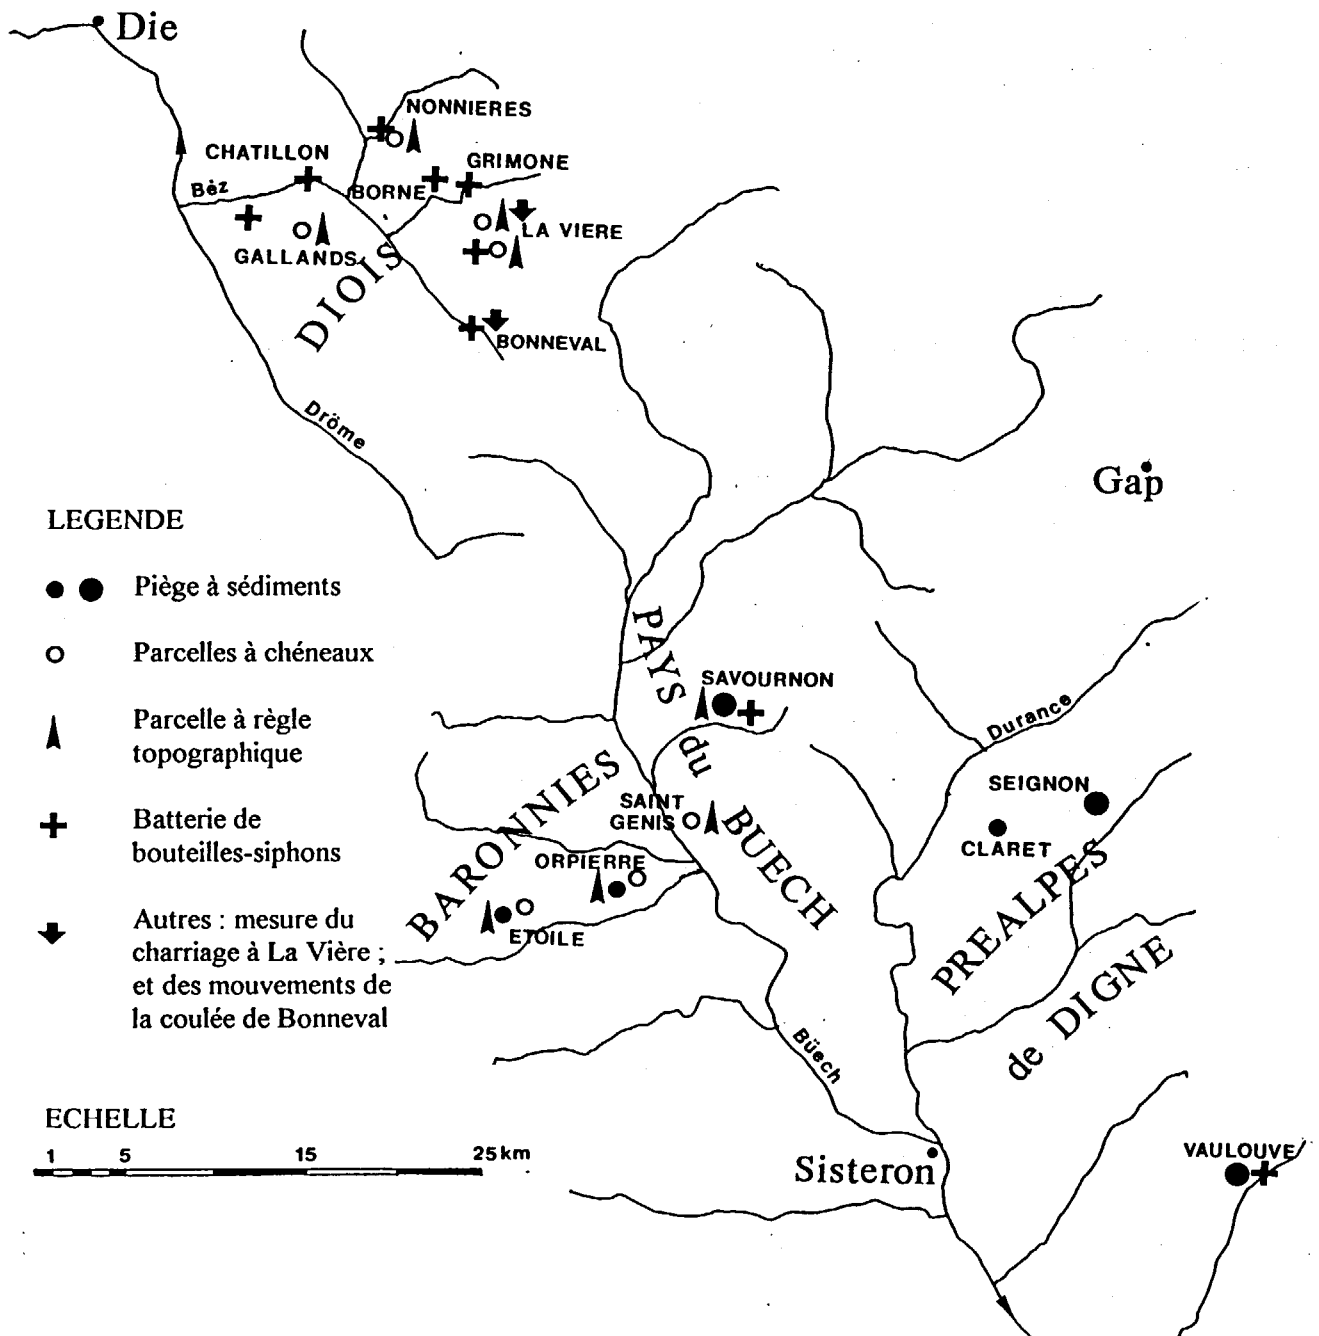 Die
NONNIERES
CHATILLON
GRIMONE
Bèz
BORNE
LA VIERE
GALLANDS
DIOIS
BONNEVAL
Drôme
Gap
LEGENDE
Piège à sédiments
Parcelles à chéneaux
Parcelle à règle
topographique
Batterie de
bouteilles-siphons
Autres : mesure du
charriage à La Vière ;
et des mouvements de
la coulée de Bonneval
PAYS
du
BUECH
SAVOURNON
Durance
SEIGNON
CLARET
BARONNIES
SAINT
GENIS
ORPIERRE
ETOILE
PREALPES
de DIGNE
Büech
ECHELLE
1 5 15 25 km
Sisteron
VAULOUVE